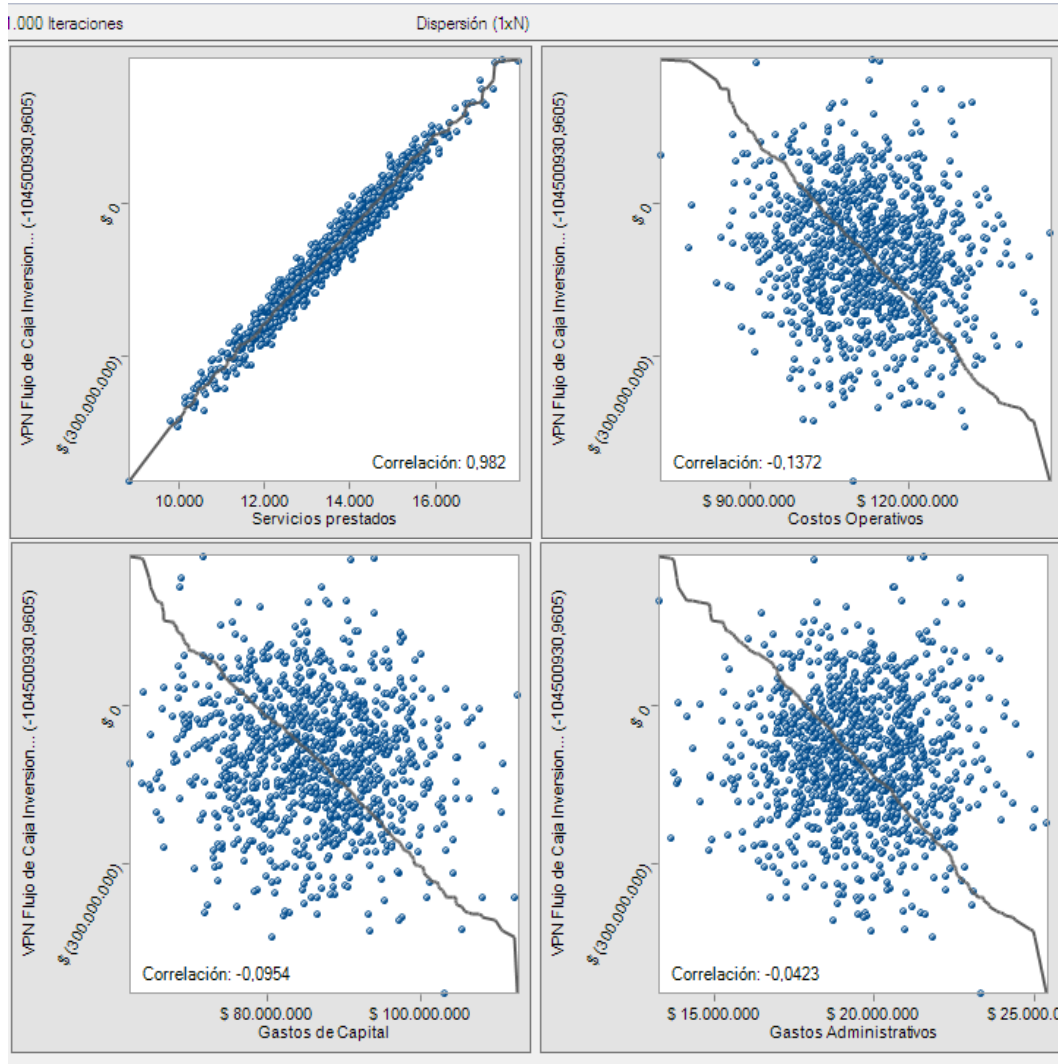 1.000 Iteraciones
Dispersión (1xN)
VPN Flujo de Caja Inversion... (-104500930,9605)
$ 0
$ (300.000.000)
Correlación: 0,982
10.000 12.000 14.000 16.000
Servicios prestados
VPN Flujo de Caja Inversion... (-104500930,9605)
$ 0
$ (300.000.000)
Correlación: -0,1372
$ 90.000.000 $ 120.000.000
Costos Operativos
VPN Flujo de Caja Inversion... (-104500930,9605)
$ 0
$ (300.000.000)
Correlación: -0,0954
$ 80.000.000 $ 100.000.000
Gastos de Capital
VPN Flujo de Caja Inversion... (-104500930,9605)
$ 0
$ (300.000.000)
Correlación: -0,0423
$ 15.000.000 $ 20.000.000 $ 25.000.0
Gastos Administrativos